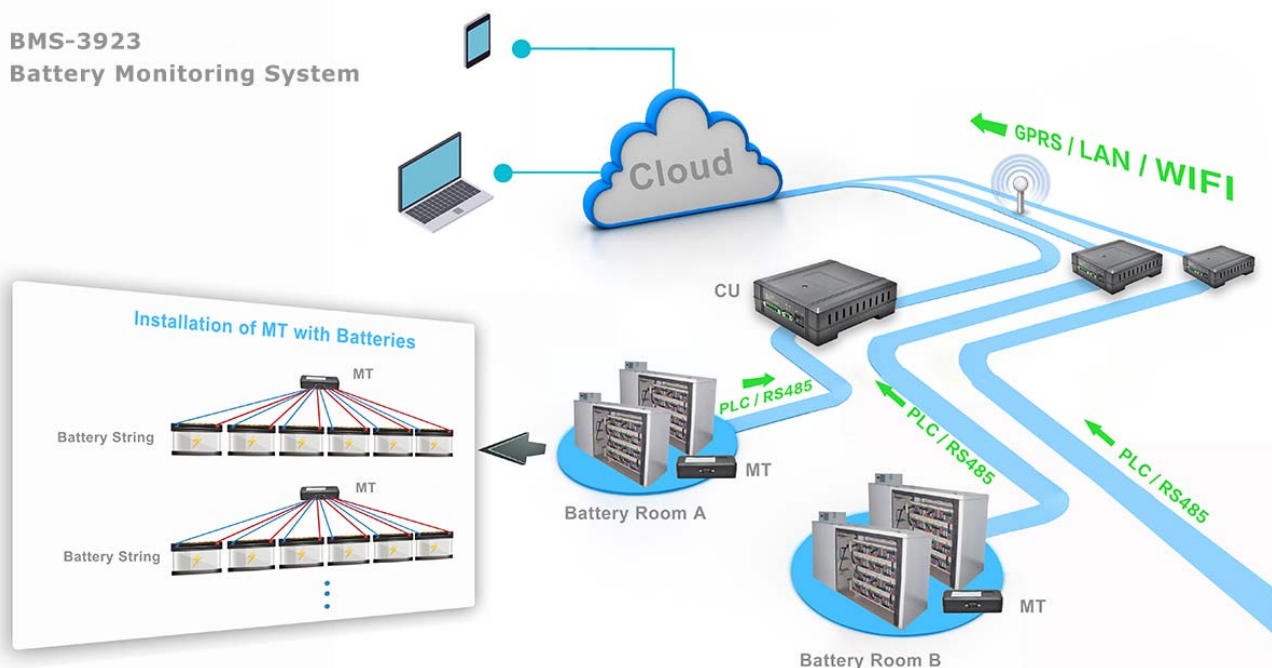 BMS-3923
Battery Monitoring System
Cloud
GPRS / LAN / WIFI
CU
Installation of MT with Batteries
MT
Battery String
MT
Battery String
PLC / RS485
MT
Battery Room A
PLC / RS485
PLC / RS485
MT
Battery Room B